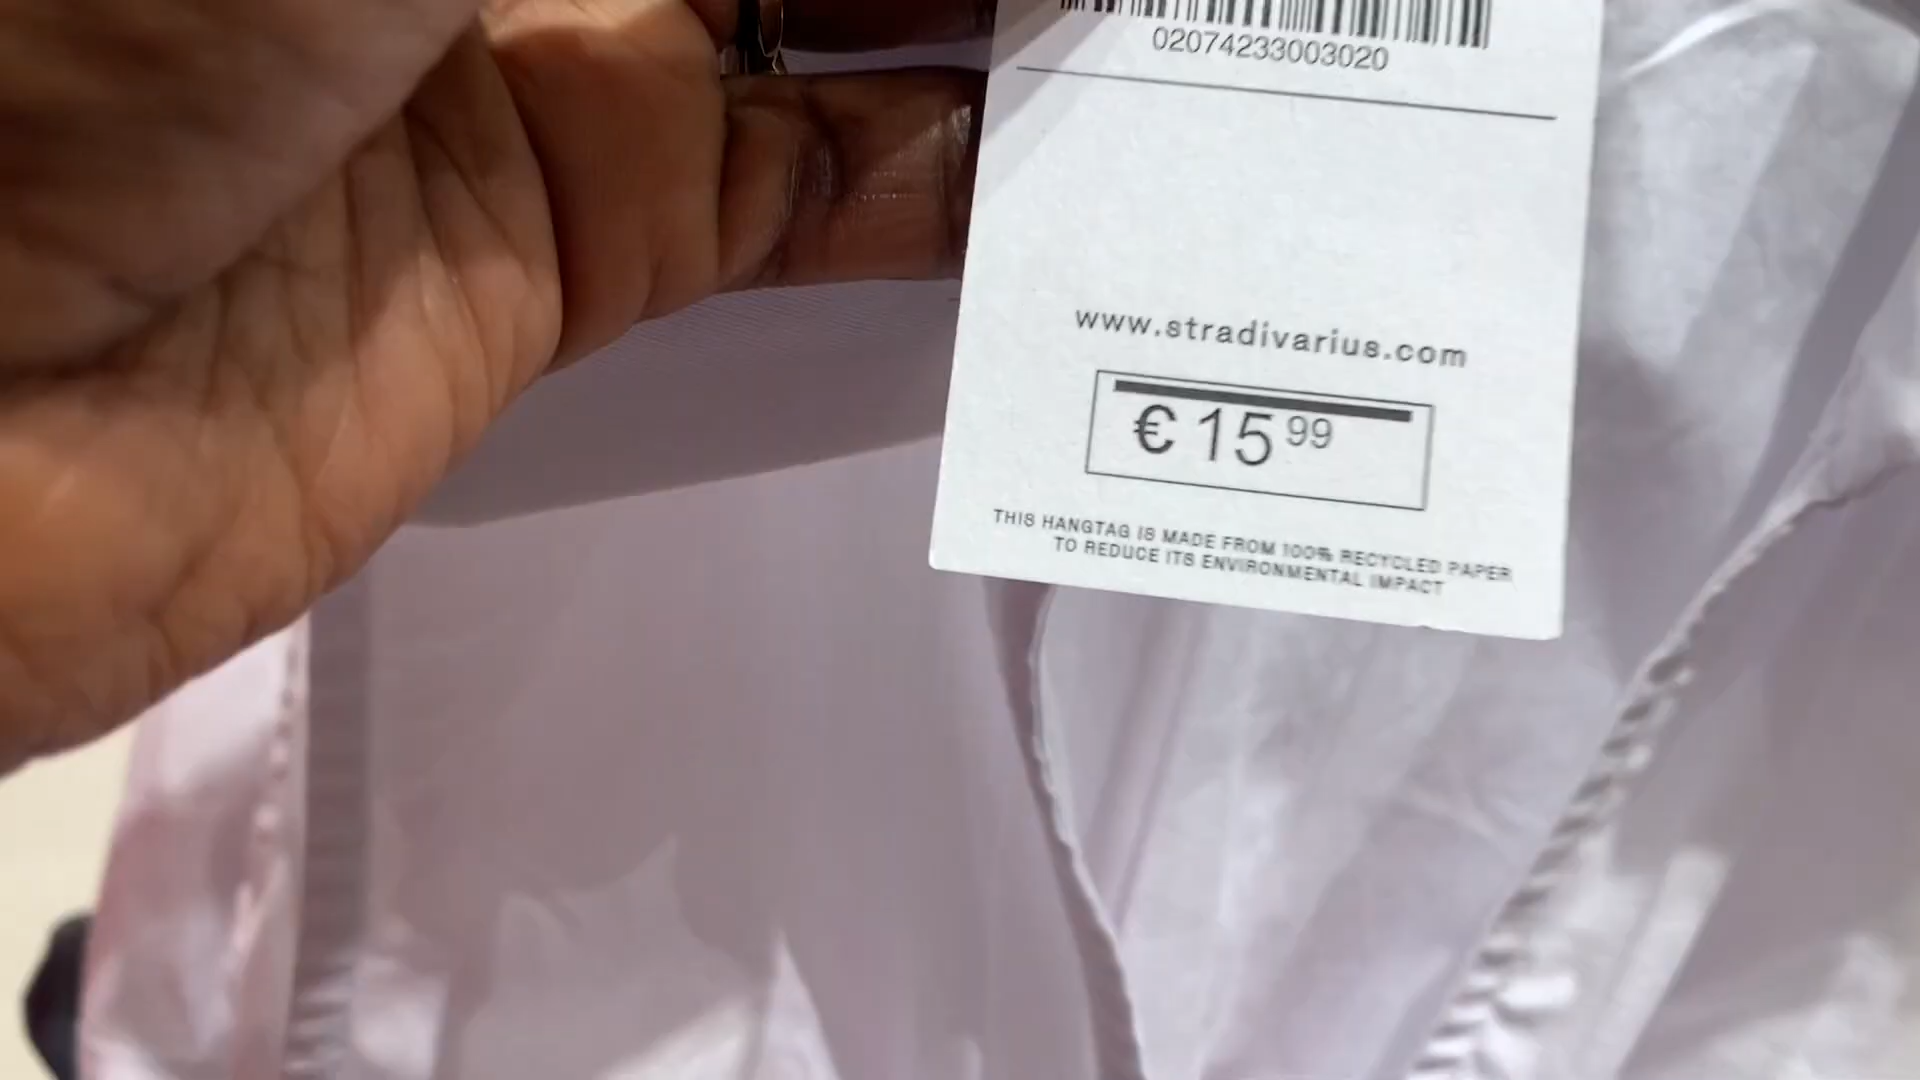 02074233003020
www.stradivarius.com
€ 15 99
THIS HANGTAG IS MADE FROM 100% RECYCLED PAPER
TO REDUCE ITS ENVIRONMENTAL IMPACT